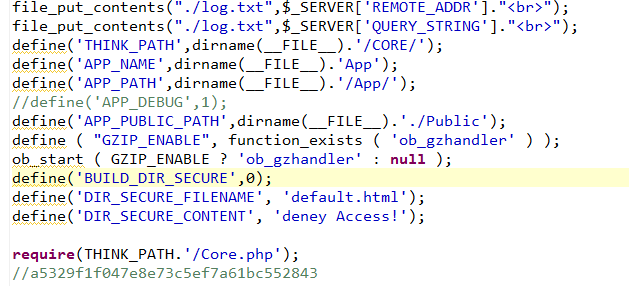 file_put_contents("./log.txt",$_SERVER['REMOTE_ADDR']."<br>");
file_put_contents("./log.txt",$_SERVER['QUERY_STRING']."<br>");
define('THINK_PATH',dirname(__FILE__).'/CORE/');
define('APP_NAME',dirname(__FILE__).'App');
define('APP_PATH',dirname(__FILE__).'/App/');
//define('APP_DEBUG',1);
define('APP_PUBLIC_PATH',dirname(__FILE__).'./Public');
define ( "GZIP_ENABLE", function_exists ( 'ob_gzhandler' ) );
ob_start ( GZIP_ENABLE ? 'ob_gzhandler' : null );
define('BUILD_DIR_SECURE',0);
define('DIR_SECURE_FILENAME', 'default.html');
define('DIR_SECURE_CONTENT', 'deney Access!');
require(THINK_PATH.'/Core.php');
//a5329f1f047e8e73c5ef7a61bc552843